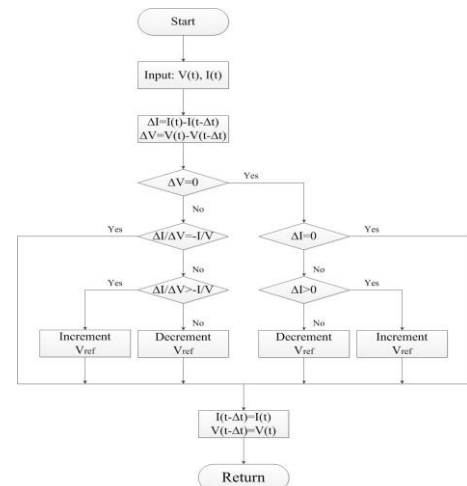 Start
Input: V(t), I(t)
ΔI=I(t)-I(t-Δt)
ΔV=V(t)-V(t-Δt)
ΔV=0
Yes
No
Yes
ΔI/ΔV=-I/V
ΔI=0
Yes
No
No
Yes
ΔI/ΔV>-I/V
ΔI>0
Yes
No
No
Increment
Vref
Decrement
Vref
Decrement
Vref
Increment
Vref
I(t-Δt)=I(t)
V(t-Δt)=V(t)
Return